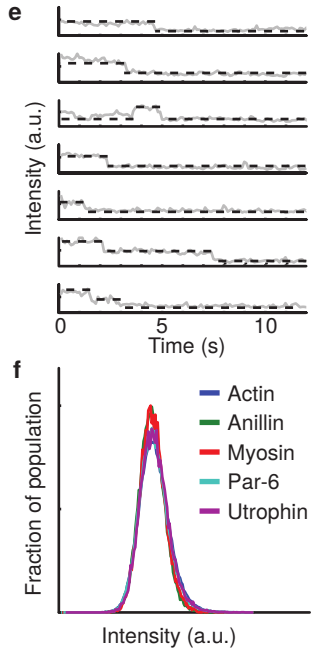 e
Intensity (a.u.)
0 5 10
Time (s)
f
Fraction of population
Actin
Anillin
Myosin
Par-6
Utrophin
Intensity (a.u.)